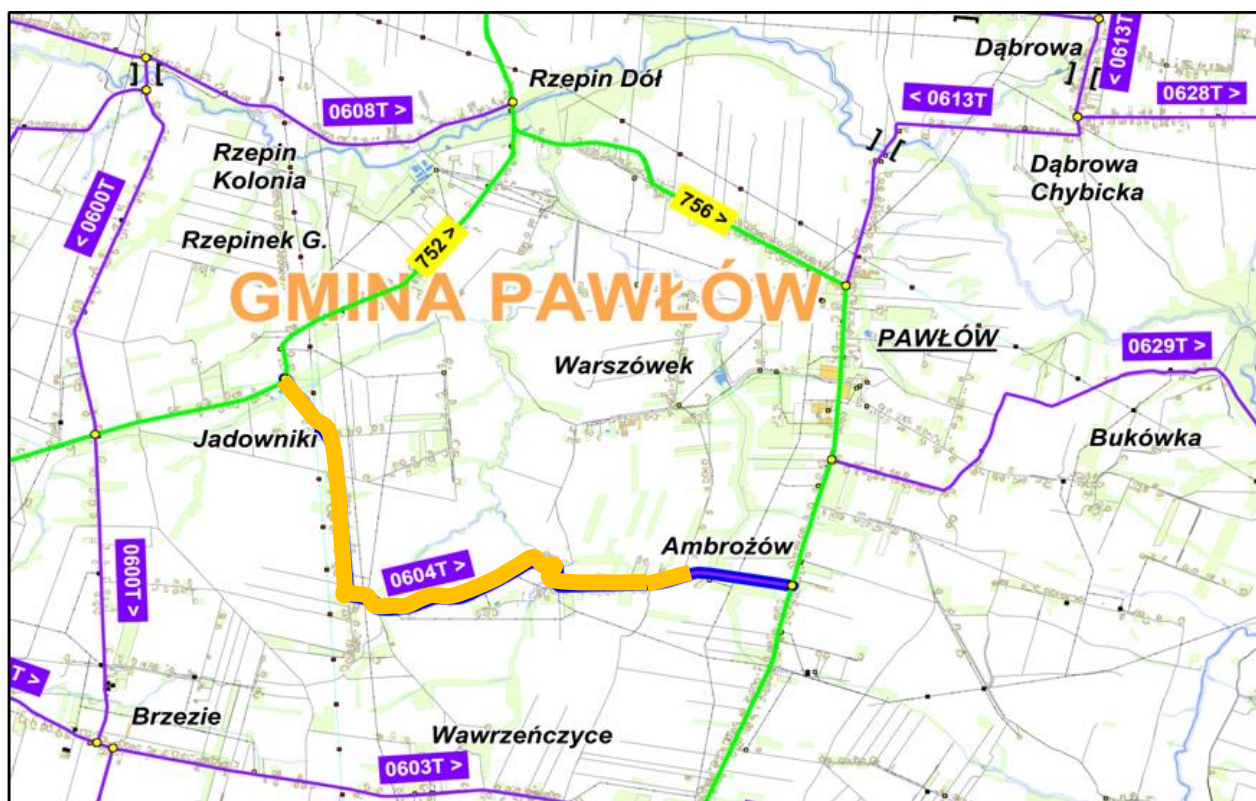 Dąbrowa
< 0613T
Rzepin Dół
0608T >
< 0613T
0628T >
Rzepin
Kolonia
Dąbrowa
Chybicka
< 0600T
756 >
Rzepinek G.
752 >
GMINA PAWŁÓW
PAWŁÓW
0629T >
Warszówek
Jadowniki
Bukówka
Ambrożów
0600T >
0604T >
T >
Brzezie
Wawrzeńczyce
0603T >